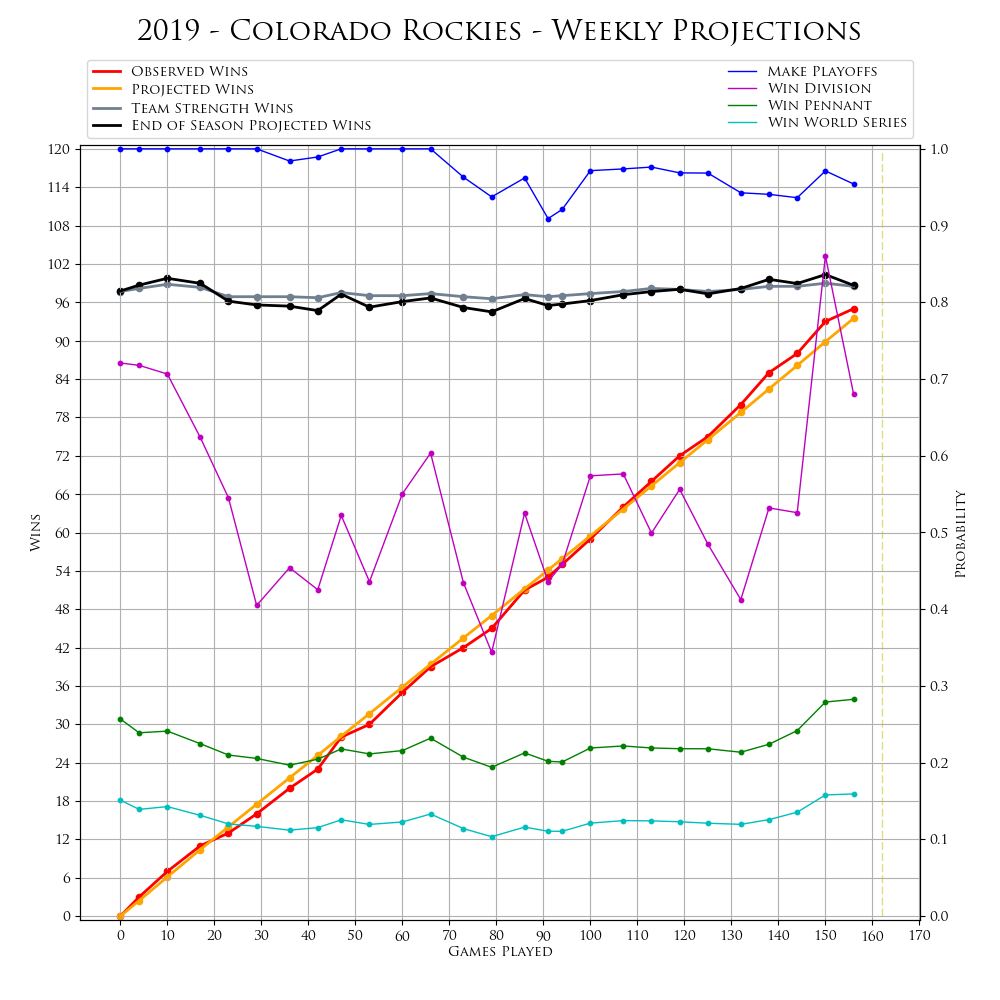 2019 - Colorado Rockies - Weekly Projections
Observed Wins
Projected Wins
Team Strength Wins
End of Season Projected Wins
Make Playoffs
Win Division
Win Pennant
Win World Series
120
114
108
102
96
90
84
78
72
66
60
54
48
42
36
30
24
18
12
6
0
Wins
1.0
0.9
0.8
0.7
0.6
0.5
0.4
0.3
0.2
0.1
0.0
Probability
0 10 20 30 40 50 60 70 80 90 100 110 120 130 140 150 160 170
Games Played